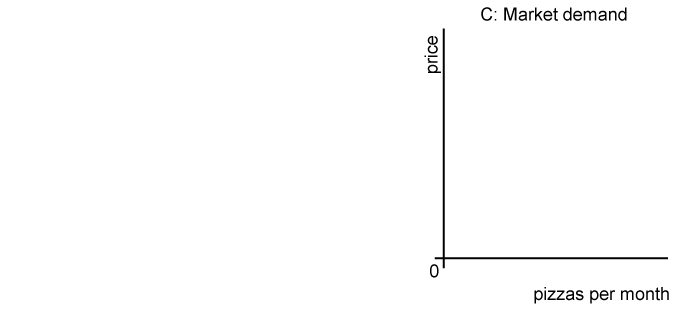 C: Market demand
price
0
pizzas per month